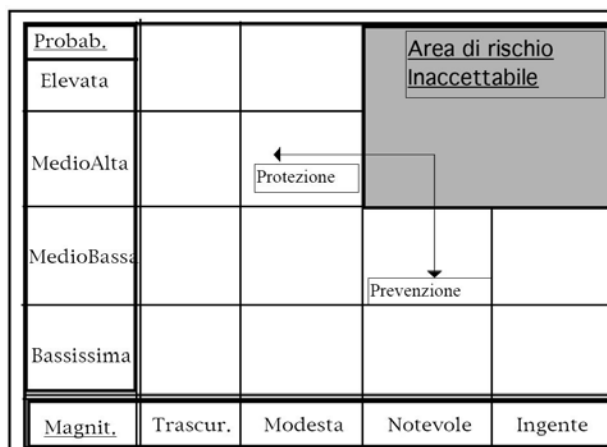 Probab.
Area di rischio
Inaccettabile
Elevata
MedioAlta
Protezione
MedioBassa
Prevenzione
Bassissima
Magnit.
Trascur.
Modesta
Notevole
Ingente